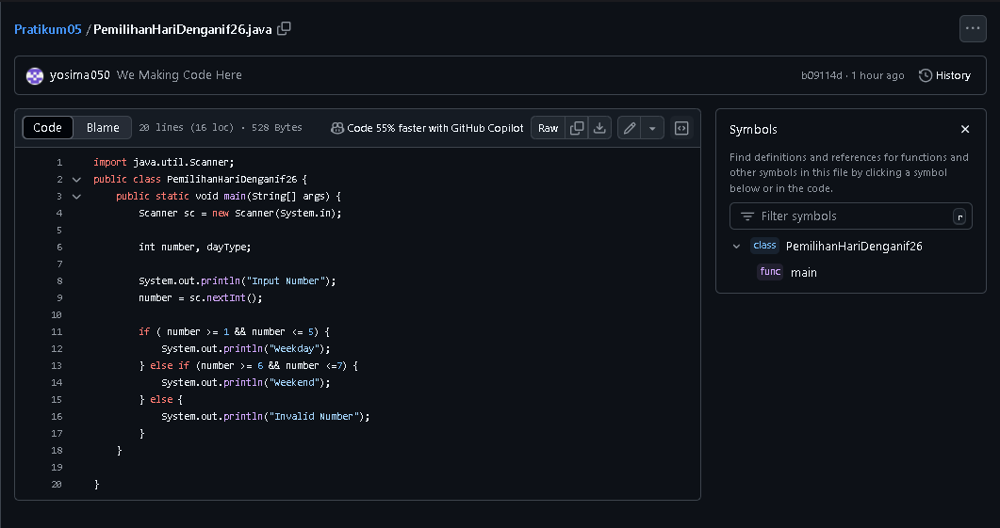 Pratikum05 / PemilihanHariDenganif26.java
yosima050 We Making Code Here
b09114d · 1 hour ago History
Code Blame 20 lines (16 loc) · 528 Bytes
Code 55% faster with GitHub Copilot Raw
1 import java.util.Scanner;
2 public class PemilihanHariDenganif26 {
3 public static void main(String[] args) {
4 Scanner sc = new Scanner(System.in);
5
6 int number, dayType;
7
8 System.out.println("Input Number");
9 number = sc.nextInt();
10
11 if ( number >= 1 && number <= 5) {
12 System.out.println("Weekday");
13 } else if (number >= 6 && number <=7) {
14 System.out.println("Weekend");
15 } else {
16 System.out.println("Invalid Number");
17 }
18 }
19
20 }
Symbols
Find definitions and references for functions and
other symbols in this file by clicking a symbol
below or in the code.
Filter symbols r
class PemilihanHariDenganif26
func main